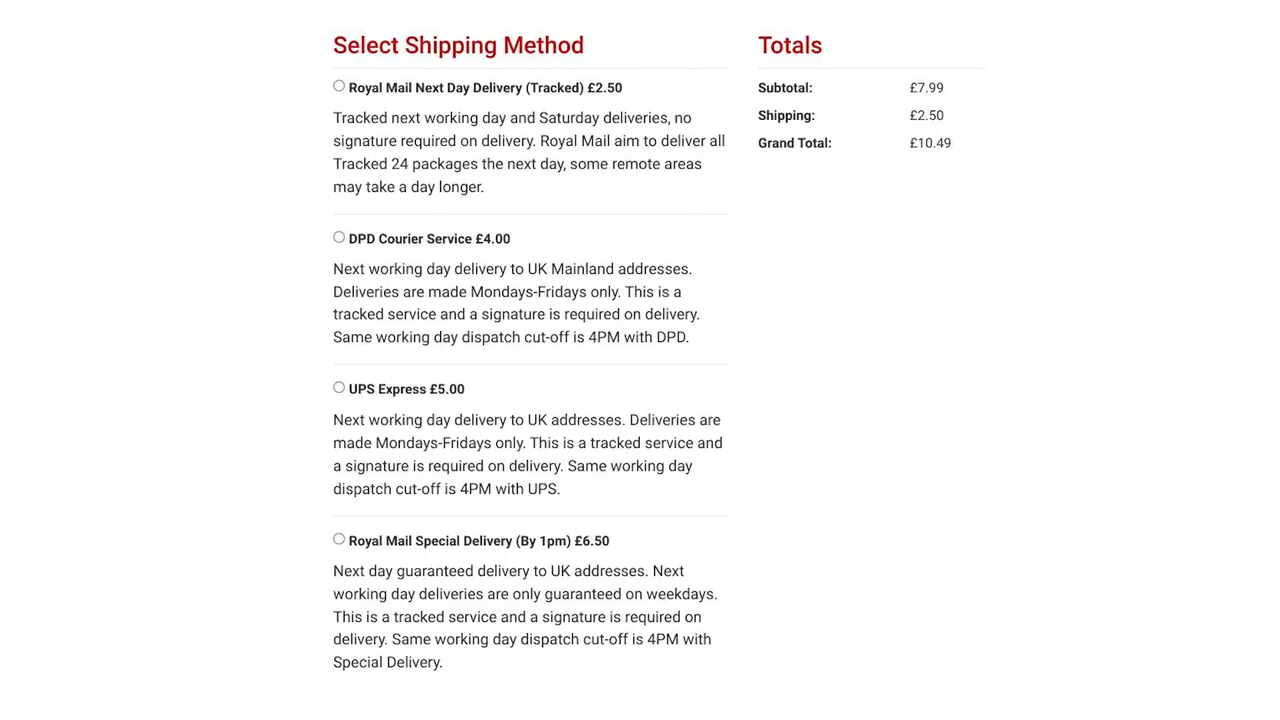 Select Shipping Method
Royal Mail Next Day Delivery (Tracked) £2.50
Tracked next working day and Saturday deliveries, no
signature required on delivery. Royal Mail aim to deliver all
Tracked 24 packages the next day, some remote areas
may take a day longer.
DPD Courier Service £4.00
Next working day delivery to UK Mainland addresses.
Deliveries are made Mondays-Fridays only. This is a
tracked service and a signature is required on delivery.
Same working day dispatch cut-off is 4PM with DPD.
UPS Express £5.00
Next working day delivery to UK addresses. Deliveries are
made Mondays-Fridays only. This is a tracked service and
a signature is required on delivery. Same working day
dispatch cut-off is 4PM with UPS.
Royal Mail Special Delivery (By 1pm) £6.50
Next day guaranteed delivery to UK addresses. Next
working day deliveries are only guaranteed on weekdays.
This is a tracked service and a signature is required on
delivery. Same working day dispatch cut-off is 4PM with
Special Delivery.
Totals
Subtotal: £7.99
Shipping: £2.50
Grand Total: £10.49